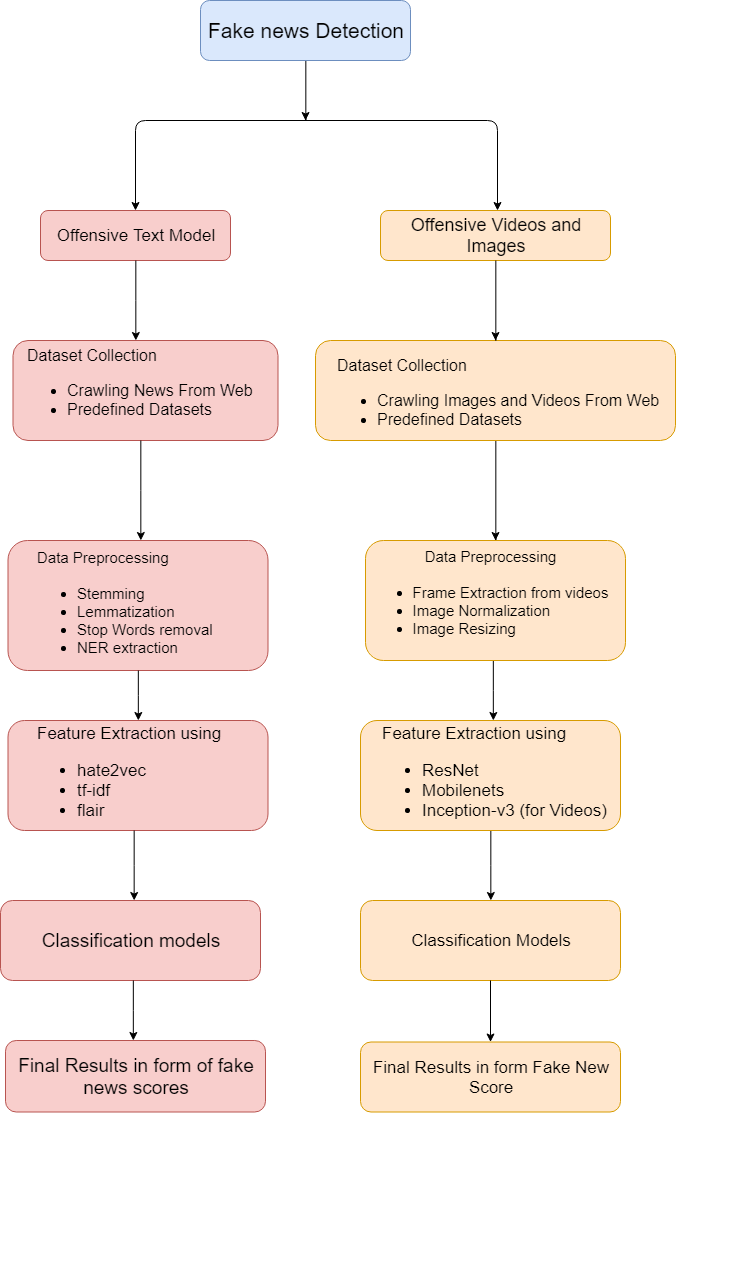 Fake news Detection
Offensive Text Model
Offensive Videos and
Images
Dataset Collection
• Crawling News From Web
• Predefined Datasets
Dataset Collection
• Crawling Images and Videos From Web
• Predefined Datasets
Data Preprocessing
• Stemming
• Lemmatization
• Stop Words removal
• NER extraction
Data Preprocessing
• Frame Extraction from videos
• Image Normalization
• Image Resizing
Feature Extraction using
• hate2vec
• tf-idf
• flair
Feature Extraction using
• ResNet
• Mobilenets
• Inception-v3 (for Videos)
Classification models
Classification Models
Final Results in form of fake
news scores
Final Results in form Fake New
Score